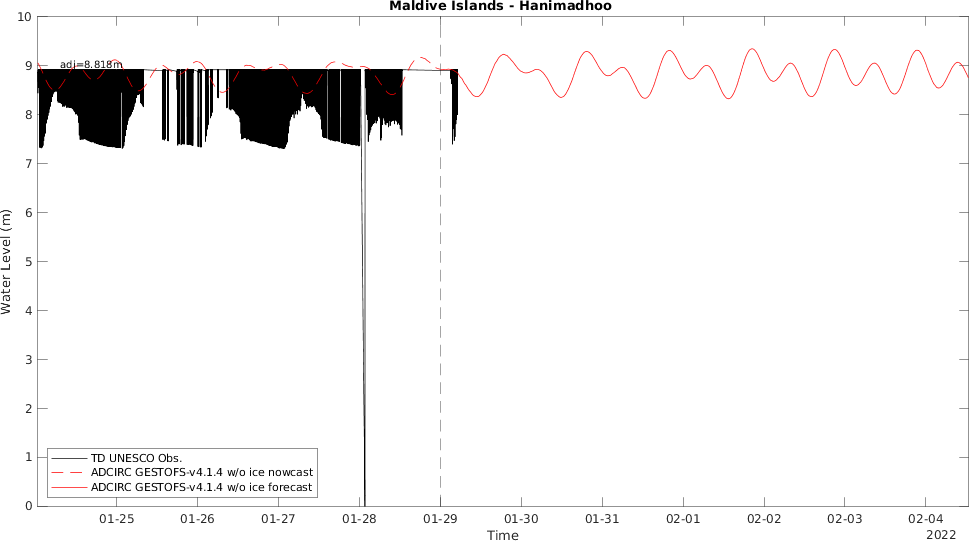 Maldive Islands - Hanimadhoo
adj=8.818m
Water Level (m)
10
9
8
7
6
5
4
3
2
1
0
TD UNESCO Obs.
ADCIRC GESTOFS-v4.1.4 w/o ice nowcast
ADCIRC GESTOFS-v4.1.4 w/o ice forecast
01-25 01-26 01-27 01-28 01-29 01-30 01-31 02-01 02-02 02-03 02-04
Time
2022